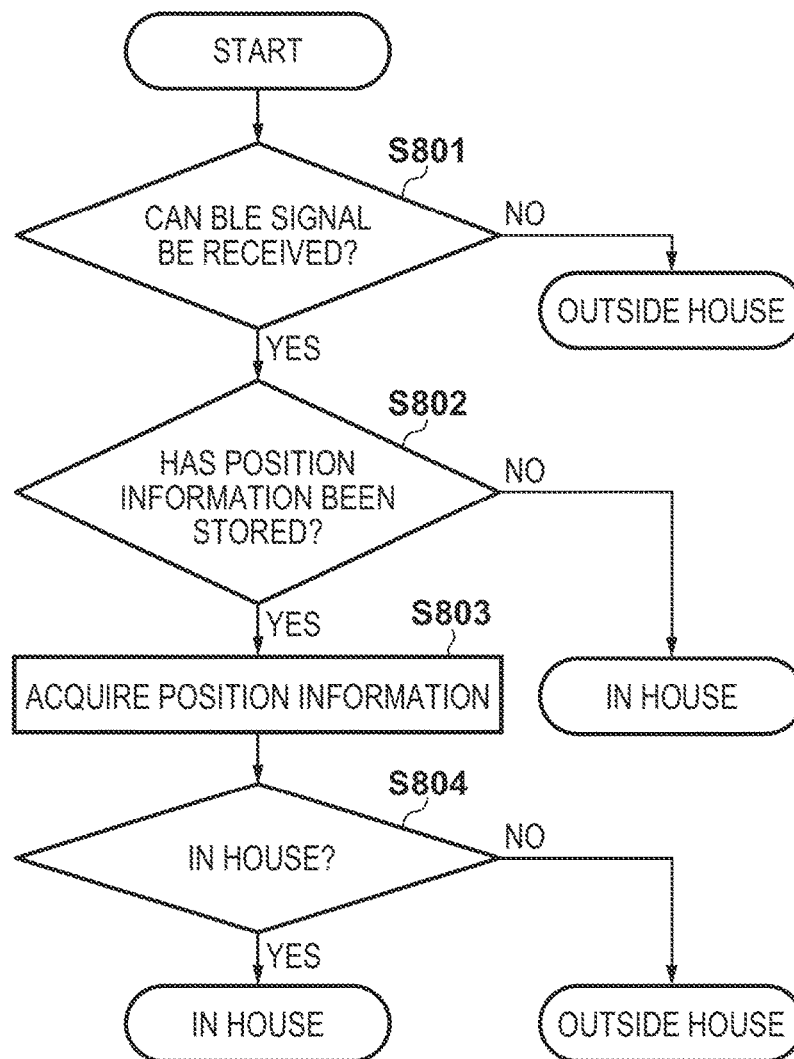 START
S801
CAN BLE SIGNAL
BE RECEIVED?
NO
OUTSIDE HOUSE
YES
S802
HAS POSITION
INFORMATION BEEN
STORED?
NO
YES
S803
ACQUIRE POSITION INFORMATION
IN HOUSE
S804
IN HOUSE?
NO
YES
IN HOUSE
OUTSIDE HOUSE